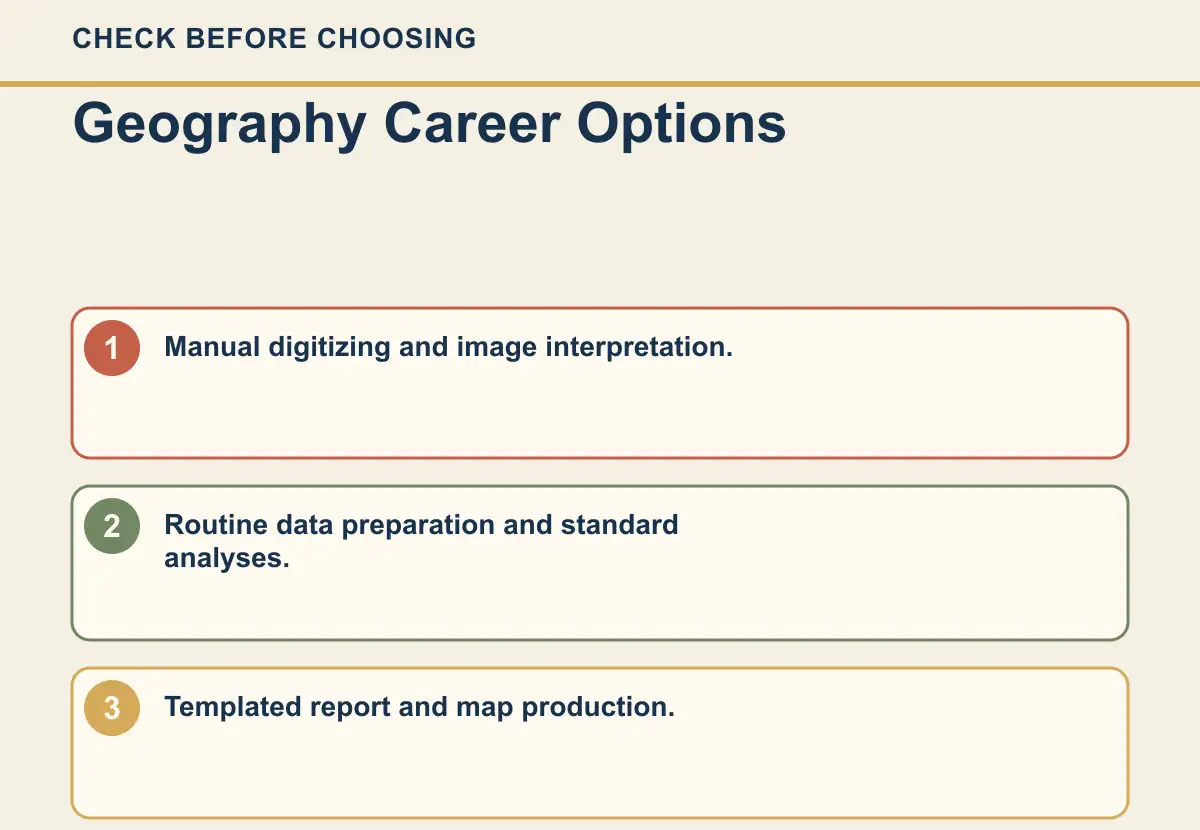 CHECK BEFORE CHOOSING
Geography Career Options
1
Manual digitizing and image interpretation.
2
Routine data preparation and standard
analyses.
3
Templated report and map production.